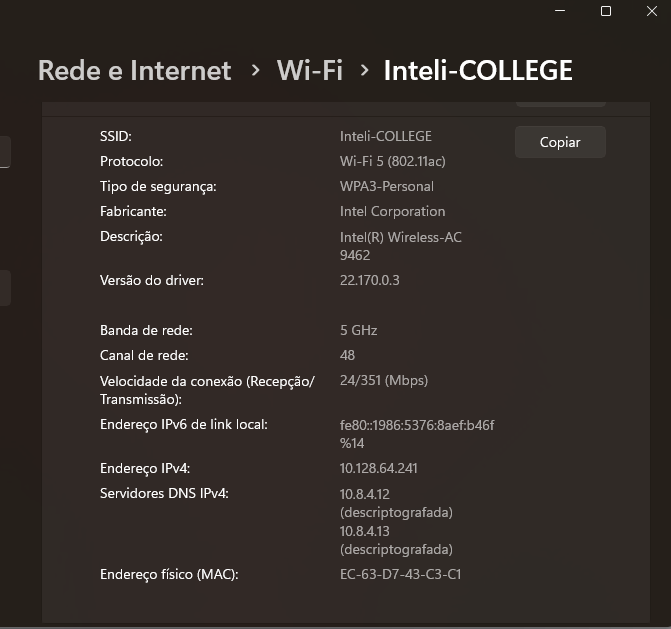 Rede e Internet > Wi-Fi > Inteli-COLLEGE
SSID: Inteli-COLLEGE
Copiar
Protocolo: Wi-Fi 5 (802.11ac)
Tipo de segurança: WPA3-Personal
Fabricante: Intel Corporation
Descrição: Intel(R) Wireless-AC
9462
Versão do driver: 22.170.0.3
Banda de rede: 5 GHz
Canal de rede: 48
Velocidade da conexão (Recepção/ 24/351 (Mbps)
Transmissão):
Endereço IPv6 de link local: fe80::1986:5376:8aef:b46f
%14
Endereço IPv4: 10.128.64.241
Servidores DNS IPv4: 10.8.4.12
(descriptografada)
10.8.4.13
(descriptografada)
Endereço físico (MAC): EC-63-D7-43-C3-C1